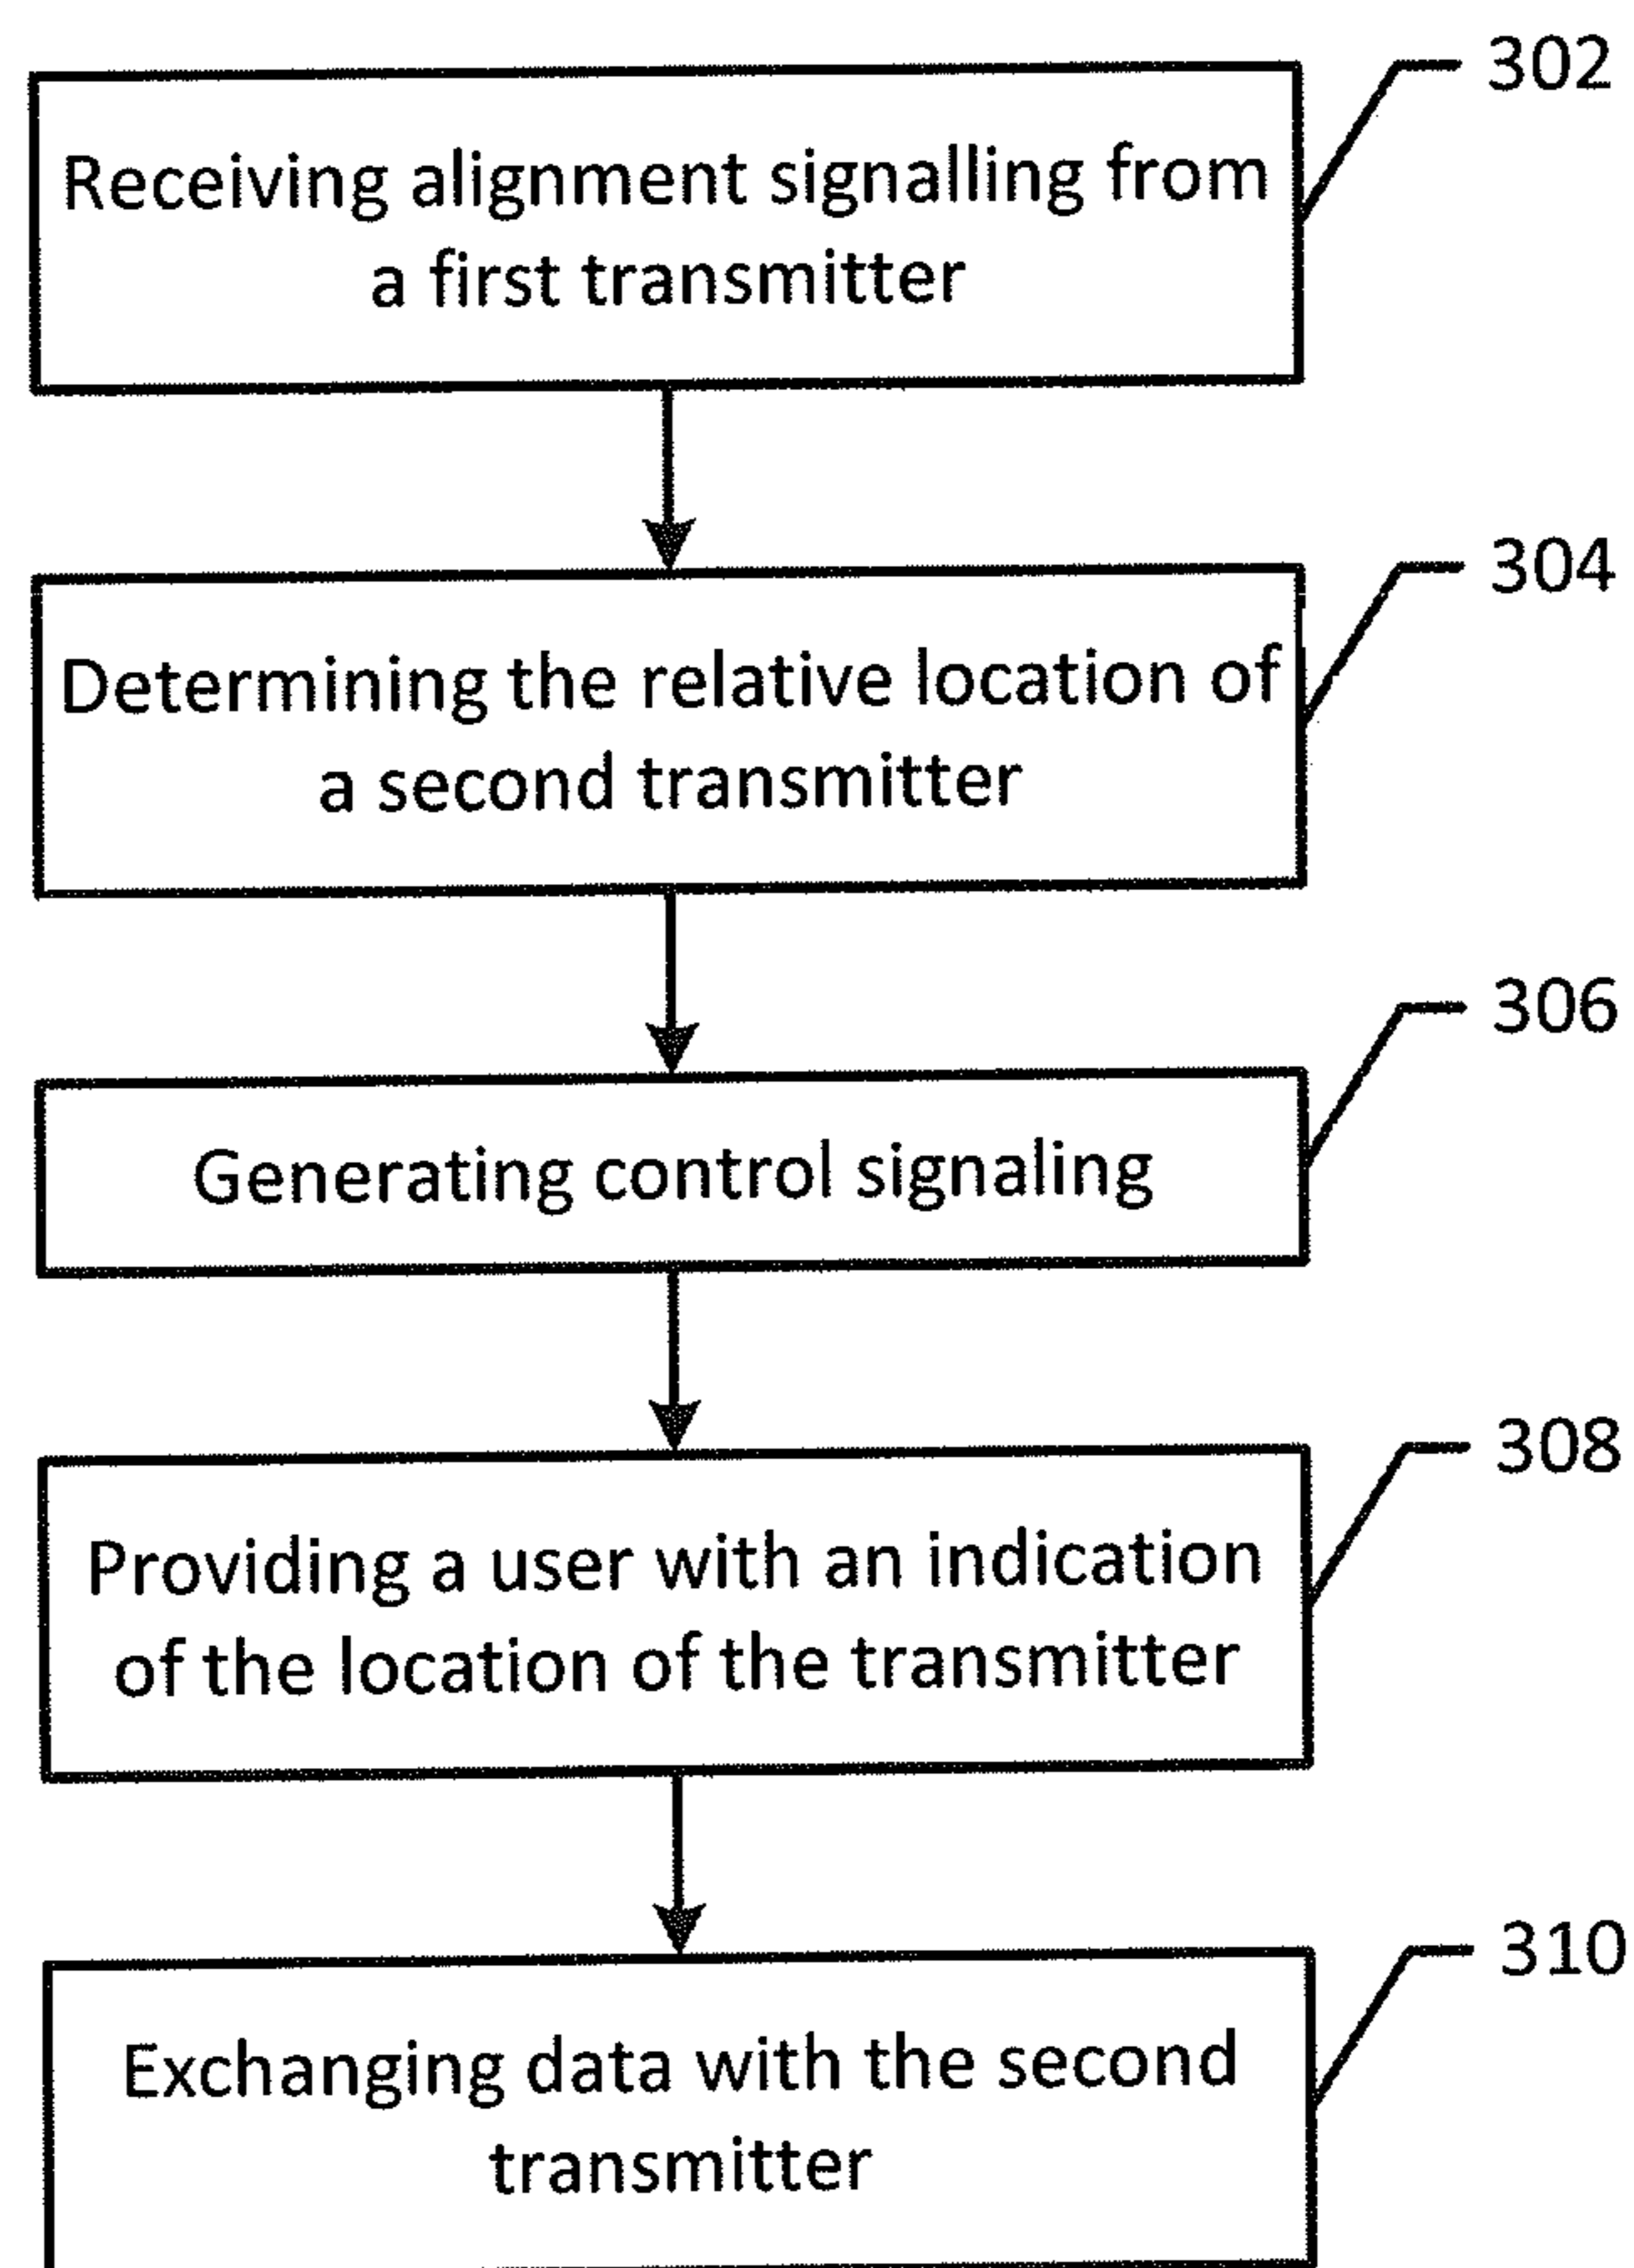 302
Receiving alignment signalling from
a first transmitter
304
Determining the relative location of
a second transmitter
306
Generating control signaling
308
Providing a user with an indication
of the location of the transmitter
310
Exchanging data with the second
transmitter